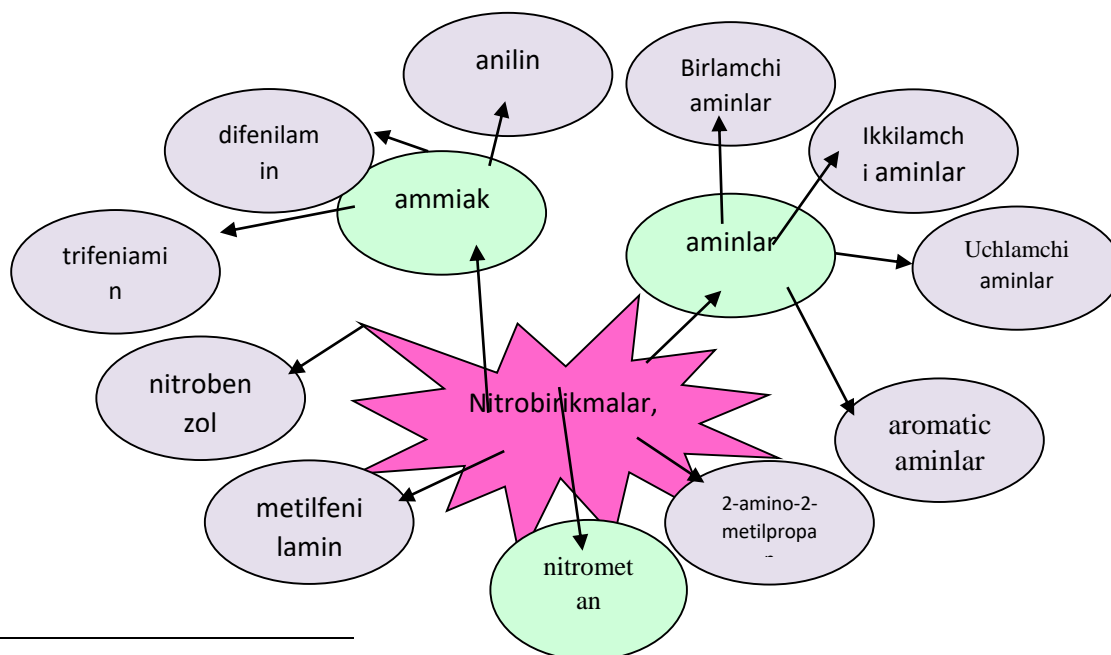 anilin
Birlamchi
aminlar
difenilam
in
Ikkilamch
i aminlar
ammiak
aminlar
trifeniami
n
Uchlamchi
aminlar
nitroben
zol
Nitrobirikmalar,
aromatic
aminlar
metilfeni
lamin
2-amino-2-
metilpropa
nitromet
an